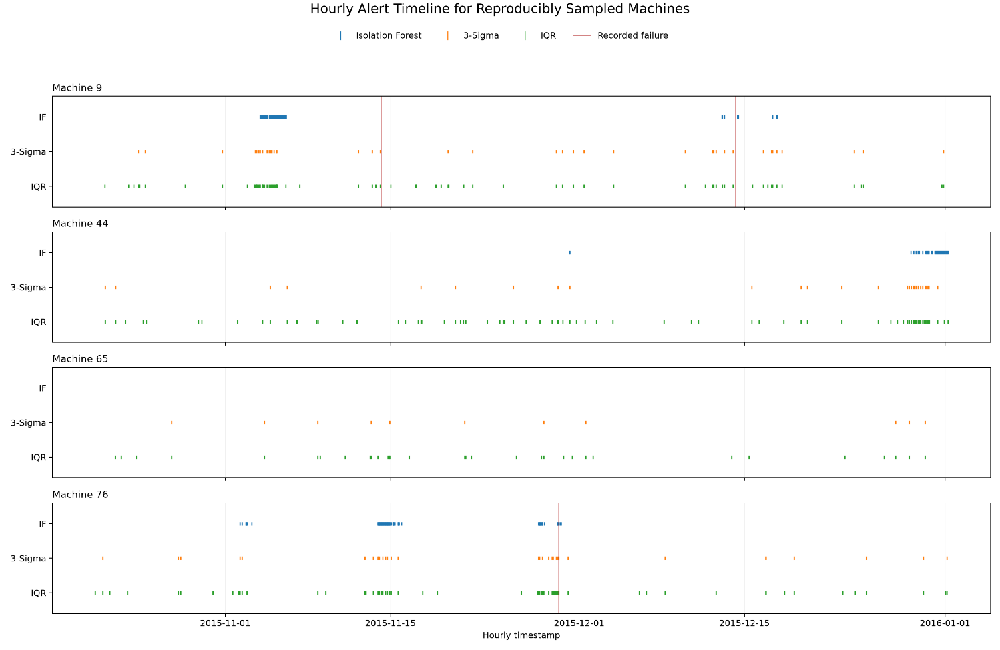 Hourly Alert Timeline for Reproducibly Sampled Machines
Isolation Forest 3-Sigma IQR Recorded failure
Machine 9
IF
3-Sigma
IQR
Machine 44
IF
3-Sigma
IQR
Machine 65
IF
3-Sigma
IQR
Machine 76
IF
3-Sigma
IQR
2015-11-01 2015-11-15 2015-12-01 2015-12-15 2016-01-01
Hourly timestamp